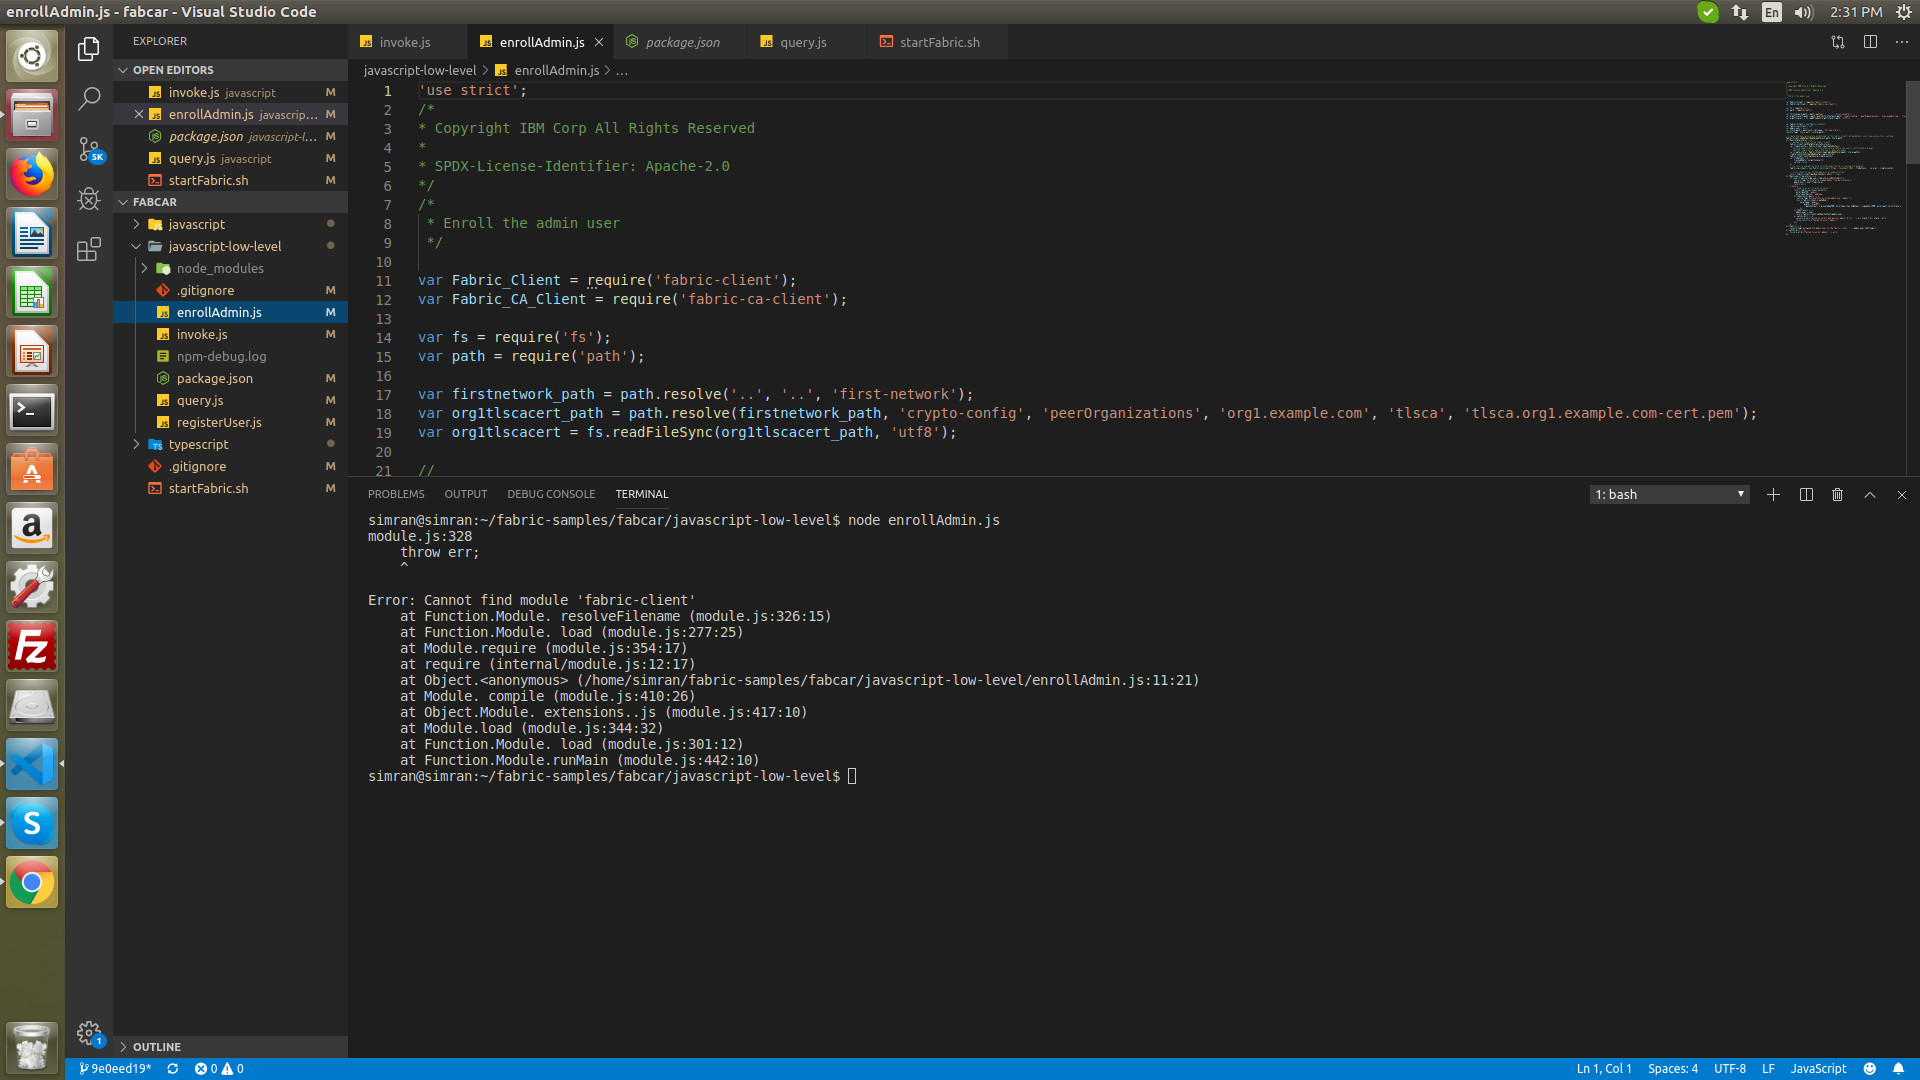 enrollAdmin.js - fabcar - Visual Studio Code
En
2:31 PM
EXPLORER
OPEN EDITORS
invoke.js javascript M
enrollAdmin.js javascrip... M
package.json javascript-l... M
query.js javascript M
startFabric.sh M
FABCAR
javascript
javascript-low-level
node_modules
.gitignore M
enrollAdmin.js M
invoke.js M
npm-debug.log
package.json M
query.js M
registerUser.js M
typescript
.gitignore M
startFabric.sh M
OUTLINE
5K
1
invoke.js
enrollAdmin.js
package.json
query.js
startFabric.sh
javascript-low-level > enrollAdmin.js > ...
1 'use strict';
2 /*
3 * Copyright IBM Corp All Rights Reserved
4 *
5 * SPDX-License-Identifier: Apache-2.0
6 */
7 /*
8 * Enroll the admin user
9 */
10
11 var Fabric_Client = require('fabric-client');
12 var Fabric_CA_Client = require('fabric-ca-client');
13
14 var fs = require('fs');
15 var path = require('path');
16
17 var firstnetwork_path = path.resolve('..', '..', 'first-network');
18 var org1tlscacert_path = path.resolve(firstnetwork_path, 'crypto-config', 'peerOrganizations', 'org1.example.com', 'tlsca', 'tlsca.org1.example.com-cert.pem');
19 var org1tlscacert = fs.readFileSync(org1tlscacert_path, 'utf8');
20
21 //
PROBLEMS OUTPUT DEBUG CONSOLE TERMINAL
1: bash
simran@simran:~/fabric-samples/fabcar/javascript-low-level$ node enrollAdmin.js
module.js:328
throw err;
^
Error: Cannot find module 'fabric-client'
at Function.Module. resolveFilename (module.js:326:15)
at Function.Module. load (module.js:277:25)
at Module.require (module.js:354:17)
at require (internal/module.js:12:17)
at Object.<anonymous> (/home/simran/fabric-samples/fabcar/javascript-low-level/enrollAdmin.js:11:21)
at Module. compile (module.js:410:26)
at Object.Module. extensions..js (module.js:417:10)
at Module.load (module.js:344:32)
at Function.Module. load (module.js:301:12)
at Function.Module.runMain (module.js:442:10)
simran@simran:~/fabric-samples/fabcar/javascript-low-level$
9e0eed19* 0 0
Ln 1, Col 1 Spaces: 4 UTF-8 LF JavaScript